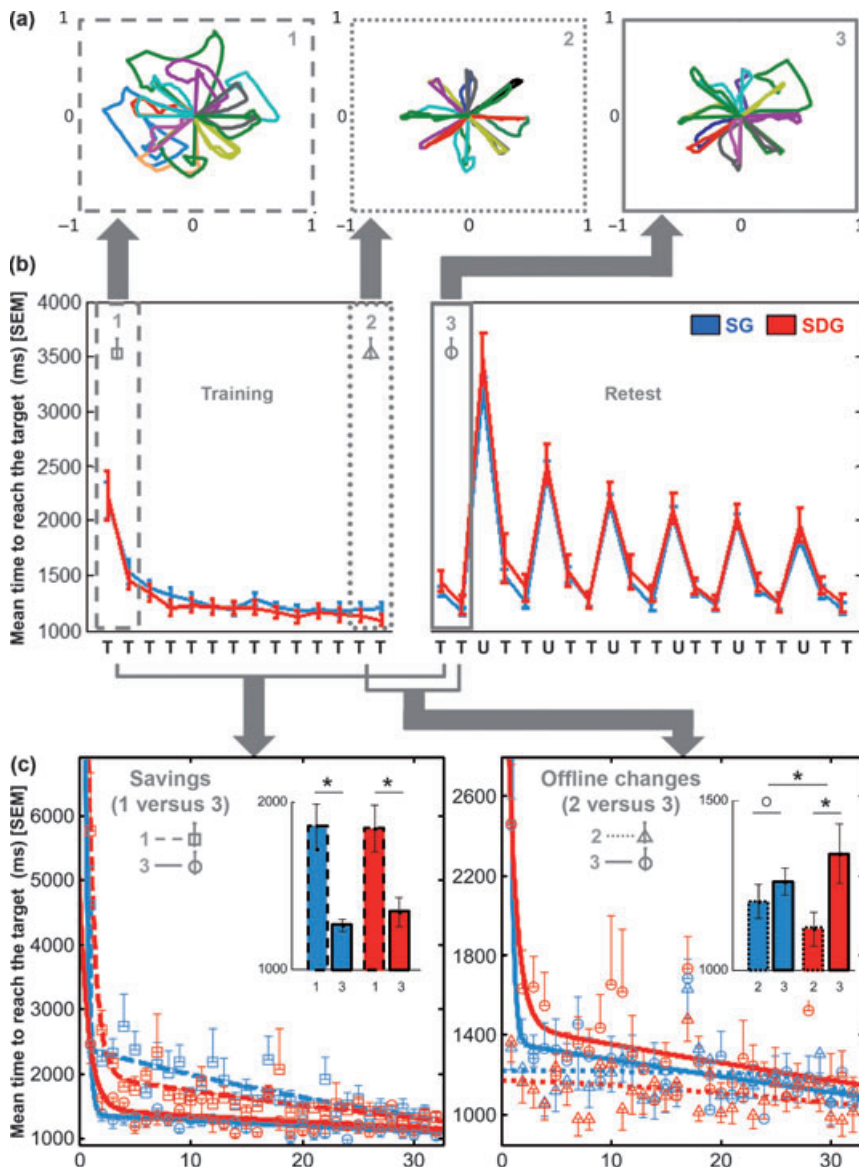 (a)
1
1
2
3
0
0
−1
0
1
−1
0
1
−1
0
1
(b)
Mean time to reach the target (ms) [SEM]
4000
3500
3000
2500
2000
1500
1000
1
2
3
SG
SDG
Training
Retest
T T T T T T T T T T T T T T
T T U T T U T T U T T U T T U T T U T T
(c)
Mean time to reach the target (ms) [SEM]
Savings
(1 versus 3)
1
3
6000
5000
4000
3000
2000
1000
0 10 20 30
2000
1000
* *
1 3 1 3
Offline changes
(2 versus 3)
2
3
2600
2200
1800
1400
1000
0 10 20 30
1500
1000
*
*
2 3 2 3